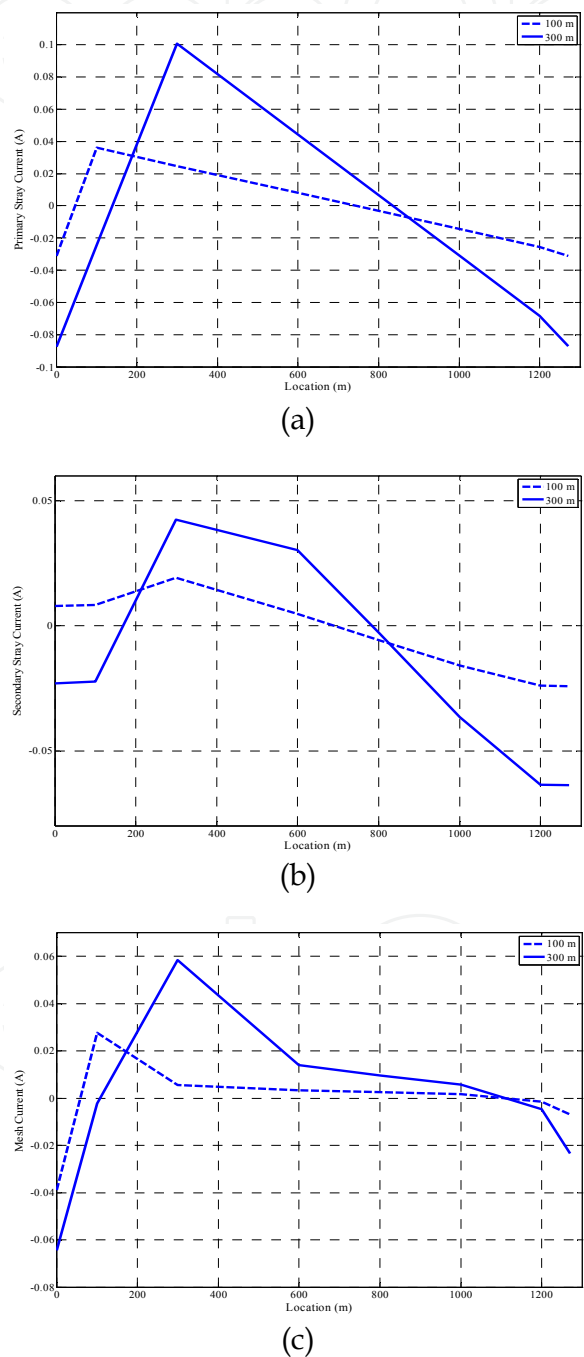 100 m
300 m
0.1
0.08
0.06
0.04
0.02
0
-0.02
-0.04
-0.06
-0.08
-0.1
Primary Stray Current (A)
0 200 400 600 800 1000 1200
Location (m)
(a)
100 m
300 m
0.05
0
-0.05
Secondary Stray Current (A)
0 200 400 600 800 1000 1200
Location (m)
(b)
100 m
300 m
0.06
0.04
0.02
0
-0.02
-0.04
-0.06
-0.08
Mesh Current (A)
0 200 400 600 800 1000 1200
Location (m)
(c)